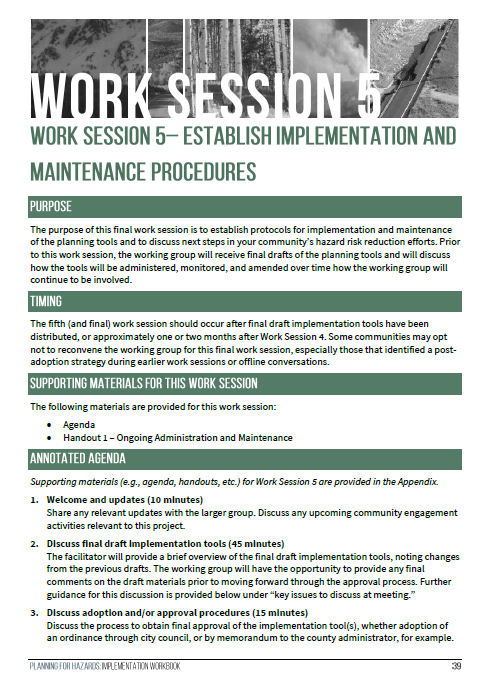 WORK SESSION 5
WORK SESSION 5– ESTABLISH IMPLEMENTATION AND
MAINTENANCE PROCEDURES
PURPOSE
The purpose of this final work session is to establish protocols for implementation and maintenance
of the planning tools and to discuss next steps in your community's hazard risk reduction efforts. Prior
to this work session, the working group will receive final drafts of the planning tools and will discuss
how the tools will be administered, monitored, and amended over time how the working group will
continue to be involved.
TIMING
The fifth (and final) work session should occur after final draft implementation tools have been
distributed, or approximately one or two months after Work Session 4. Some communities may opt
not to reconvene the working group for this final work session, especially those that identified a post-
adoption strategy during earlier work sessions or offline conversations.
SUPPORTING MATERIALS FOR THIS WORK SESSION
The following materials are provided for this work session:
• Agenda
• Handout 1 – Ongoing Administration and Maintenance
ANNOTATED AGENDA
Supporting materials (e.g., agenda, handouts, etc.) for Work Session 5 are provided in the Appendix.
1. Welcome and updates (10 minutes)
Share any relevant updates with the larger group. Discuss any upcoming community engagement
activities relevant to this project.
2. Discuss final draft implementation tools (45 minutes)
The facilitator will provide a brief overview of the final draft implementation tools, noting changes
from the previous drafts. The working group will have the opportunity to provide any final
comments on the draft materials prior to moving forward through the approval process. Further
guidance for this discussion is provided below under "key issues to discuss at meeting."
3. Discuss adoption and/or approval procedures (15 minutes)
Discuss the process to obtain final approval of the implementation tool(s), whether adoption of
an ordinance through city council, or by memorandum to the county administrator, for example.
PLANNING FOR HAZARDS: IMPLEMENTATION WORKBOOK 39